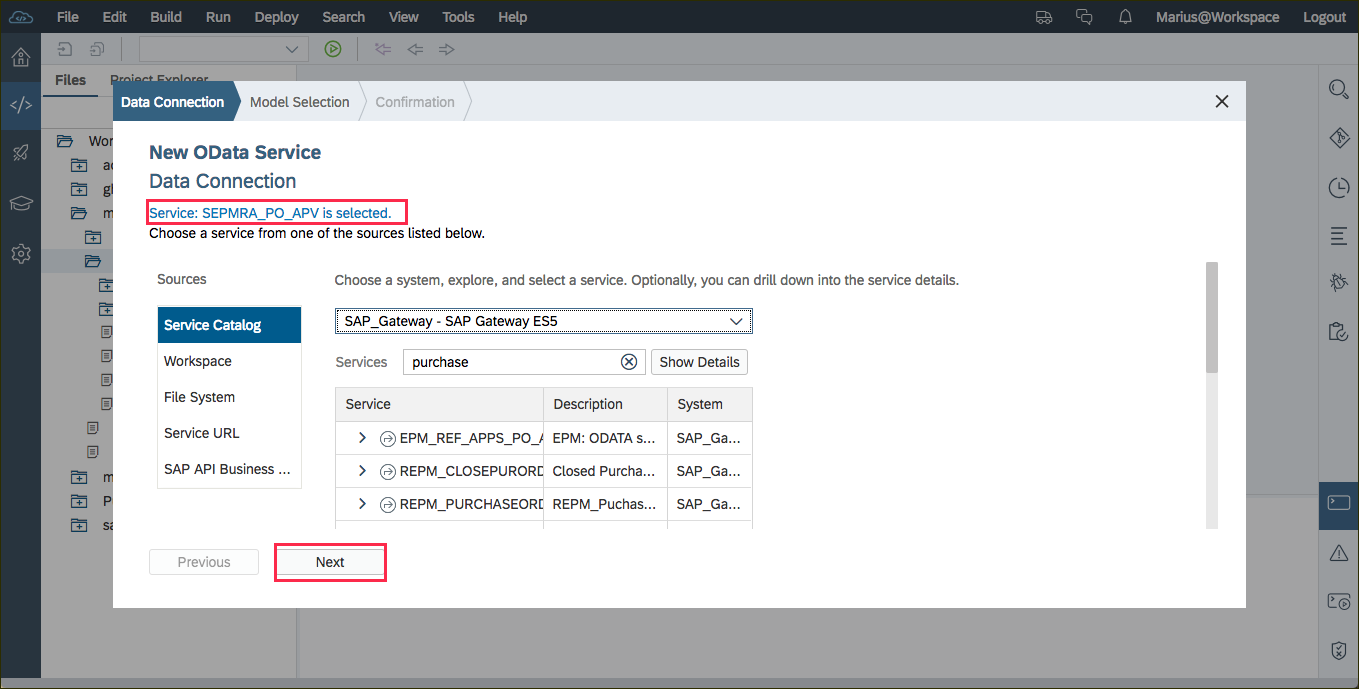 File Edit Build Run Deploy Search View Tools Help Marius@Workspace Logout
Files Project Explorer
Data Connection Model Selection Confirmation
New OData Service
Data Connection
Service: SEPMRA_PO_APV is selected.
Choose a service from one of the sources listed below.
Sources
Choose a system, explore, and select a service. Optionally, you can drill down into the service details.
Service Catalog
Workspace
File System
Service URL
SAP API Business ...
SAP_Gateway - SAP Gateway ES5
Services purchase Show Details
Service Description System
EPM_REF_APPS_PO_A EPM: ODATA s... SAP_Ga...
REPM_CLOSEPURORD Closed Purcha... SAP_Ga...
REPM_PURCHASEORD REPM_Puchas... SAP_Ga...
Previous Next